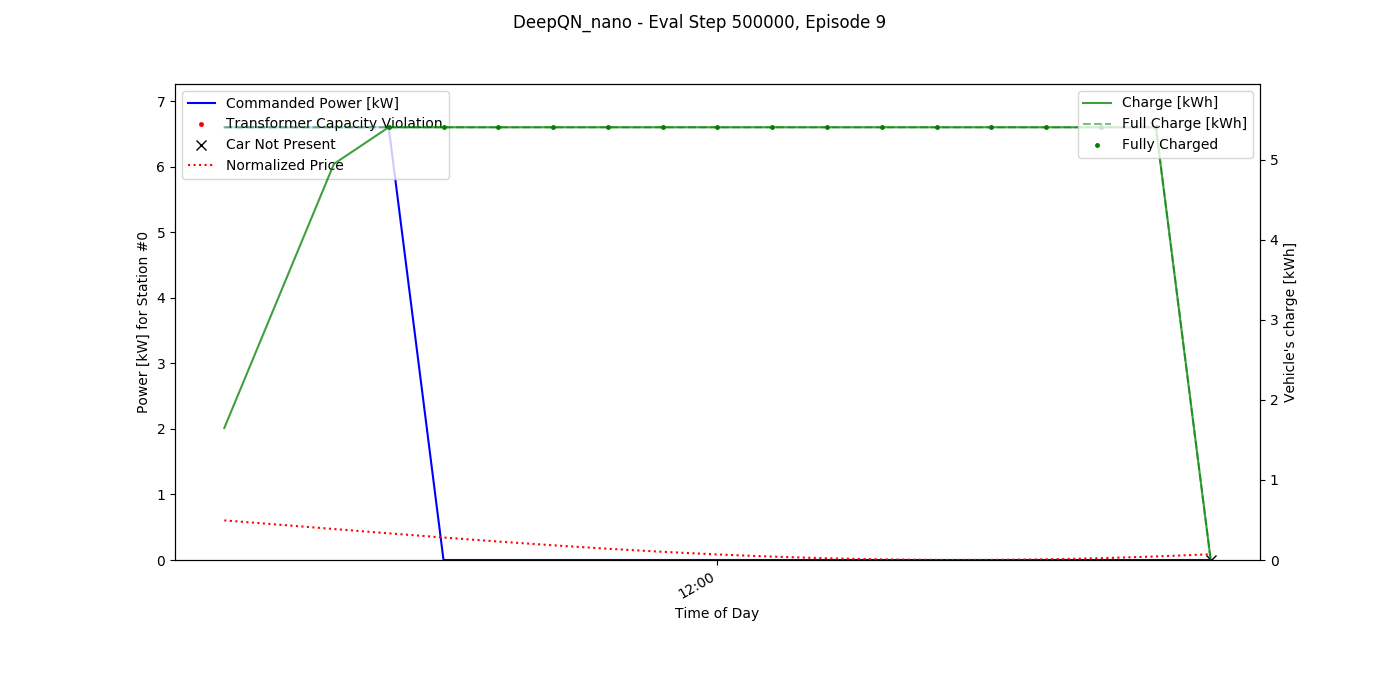 DeepQN_nano - Eval Step 500000, Episode 9
Commanded Power [kW]
Transformer Capacity Violation
Car Not Present
Normalized Price
Charge [kWh]
Full Charge [kWh]
Fully Charged
7
6
5
4
3
2
1
0
Power [kW] for Station #0
5
4
3
2
1
0
Vehicle's charge [kWh]
12:00
Time of Day